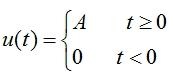 u(t) = { A t ≥ 0
0 t < 0